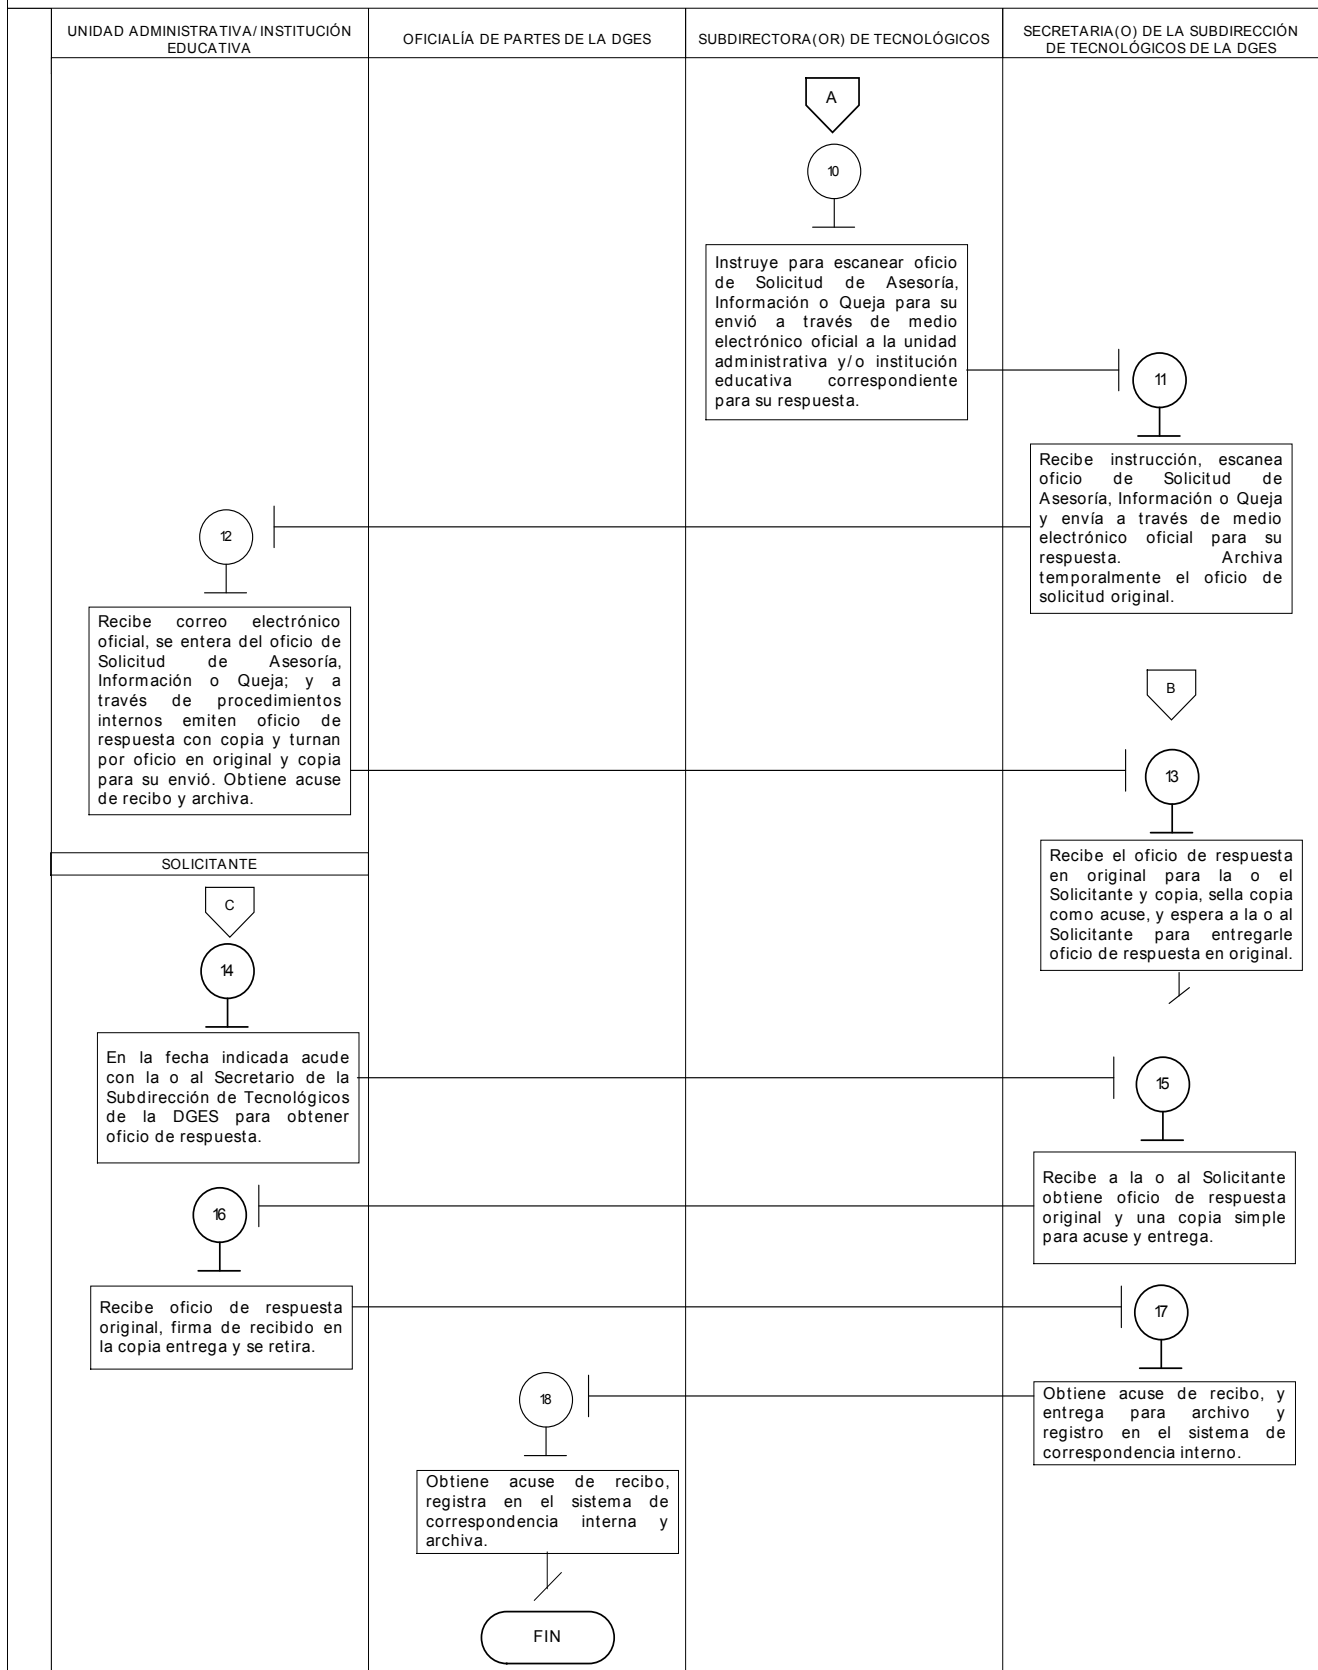 UNIDAD ADMINISTRATIVA/INSTITUCIÓN
EDUCATIVA
OFICIALÍA DE PARTES DE LA DGES
SUBDIRECTORA(OR) DE TECNOLÓGICOS
SECRETARIA(O) DE LA SUBDIRECCIÓN
DE TECNOLÓGICOS DE LA DGES
A
10
Instruye para escanear oficio
de Solicitud de Asesoría,
Información o Queja para su
envió a través de medio
electrónico oficial a la unidad
administrativa y/o institución
educativa correspondiente
para su respuesta.
11
Recibe instrucción, escanea
oficio de Solicitud de
Asesoría, Información o Queja
y envía a través de medio
electrónico oficial para su
respuesta. Archiva
temporalmente el oficio de
solicitud original.
12
Recibe correo electrónico
oficial, se entera del oficio de
Solicitud de Asesoría,
Información o Queja; y a
través de procedimientos
internos emiten oficio de
respuesta con copia y turnan
por oficio en original y copia
para su envió. Obtiene acuse
de recibo y archiva.
B
13
Recibe el oficio de respuesta
en original para la o el
Solicitante y copia, sella copia
como acuse, y espera a la o al
Solicitante para entregarle
oficio de respuesta en original.
SOLICITANTE
C
14
En la fecha indicada acude
con la o al Secretario de la
Subdirección de Tecnológicos
de la DGES para obtener
oficio de respuesta.
15
Recibe a la o al Solicitante
obtiene oficio de respuesta
original y una copia simple
para acuse y entrega.
16
Recibe oficio de respuesta
original, firma de recibido en
la copia entrega y se retira.
17
Obtiene acuse de recibo, y
entrega para archivo y
registro en el sistema de
correspondencia interno.
18
Obtiene acuse de recibo,
registra en el sistema de
correspondencia interna y
archiva.
FIN